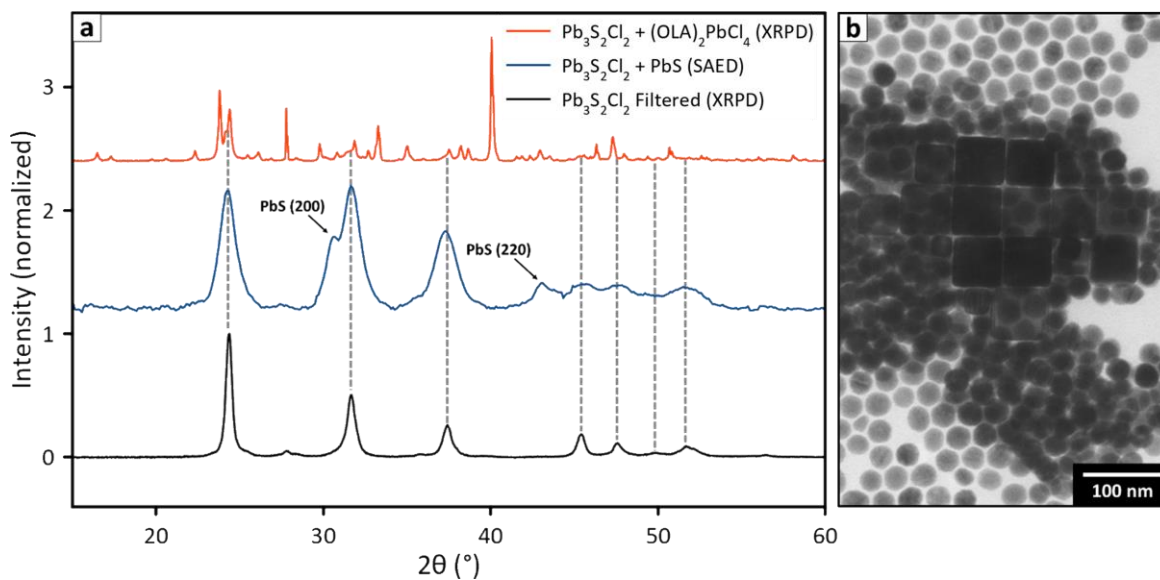 a
Pb₃S₂Cl₂ + (OLA)₂PbCl₄ (XRPD)
Pb₃S₂Cl₂ + PbS (SAED)
Pb₃S₂Cl₂ Filtered (XRPD)
Intensity (normalized)
3
2
1
0
PbS (200)
PbS (220)
20
30
40
50
60
2θ (°)
b
100 nm